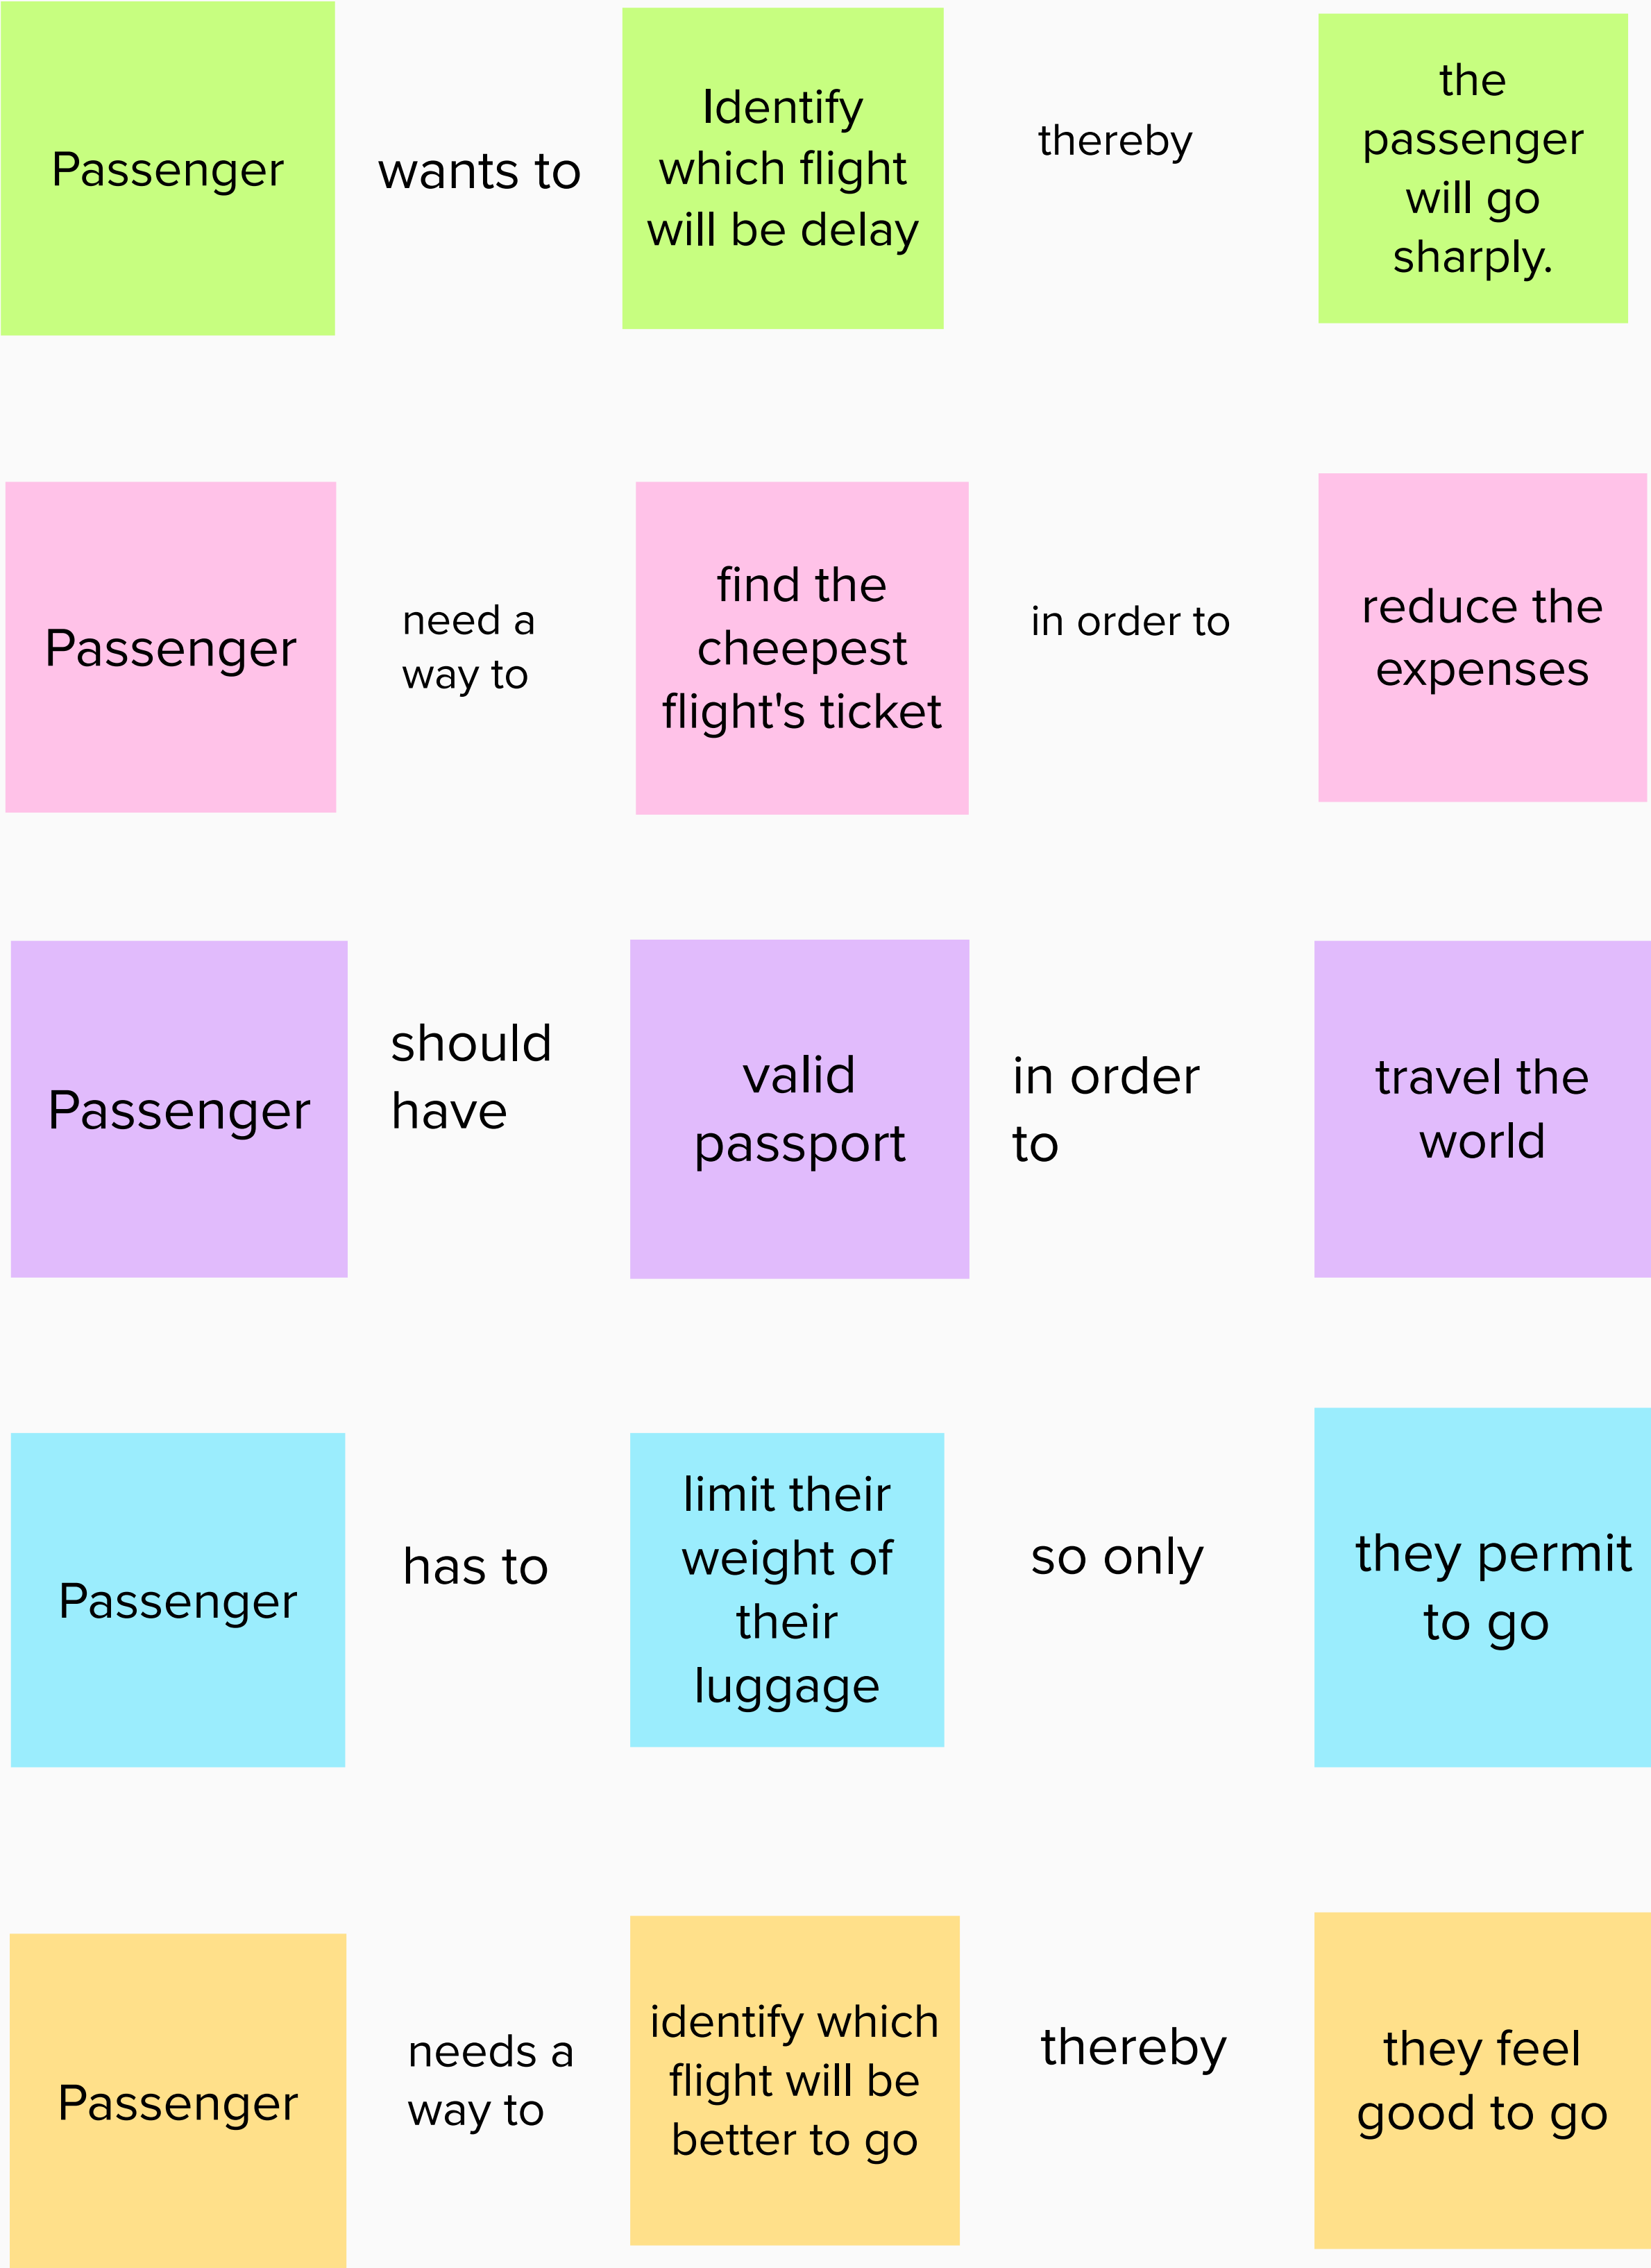 Passenger
wants to
Identify
which flight
will be delay
thereby
the
passenger
will go
sharply.
Passenger
need a
way to
find the
cheepest
flight's ticket
in order to
reduce the
expenses
Passenger
should
have
valid
passport
in order
to
travel the
world
Passenger
has to
limit their
weight of
their
luggage
so only
they permit
to go
Passenger
needs a
way to
identify which
flight will be
better to go
thereby
they feel
good to go